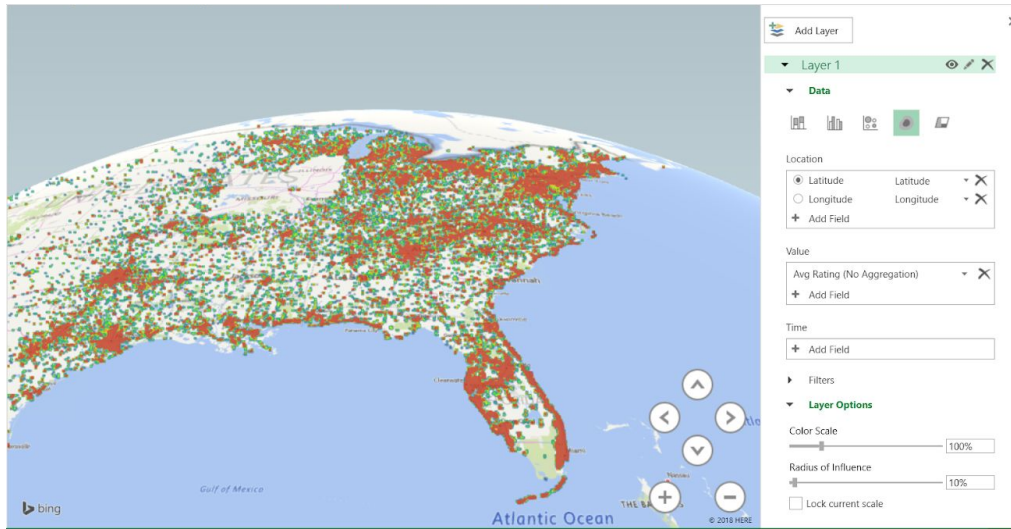 Add Layer
Layer 1
Data
Location
Latitude Latitude
Longitude Longitude
Add Field
Value
Avg Rating (No Aggregation)
Add Field
Time
Add Field
Filters
Layer Options
Color Scale
100%
Radius of Influence
10%
Lock current scale
Gulf of Mexico
Atlantic Ocean
bing
© 2018 HERE